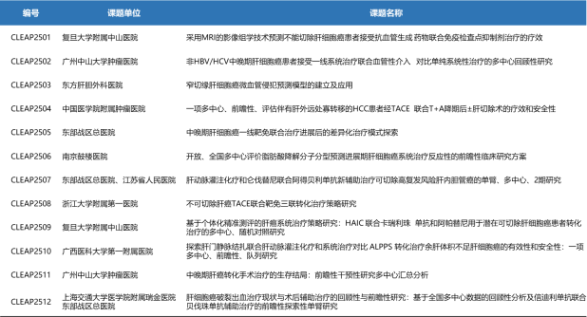 编号 课题单位 课题名称
CLEAP2501 复旦大学附属中山医院 采用MRI的影像组学技术预测不能切除肝细胞癌患者接受抗血管生成药物联合免疫检查点抑制剂治疗的疗效
CLEAP2502 广州中山大学肿瘤医院 非HBV/HCV中晚期肝细胞癌患者接受一线系统治疗联合血管性介入 对比单纯系统性治疗的多中心回顾性研究
CLEAP2503 东方肝胆外科医院 窄切缘肝细胞癌微血管侵犯预测模型的建立及应用
CLEAP2504 中国医学院附属肿瘤医院 一项多中心、前瞻性、评估伴有肝外远处寡转移的HCC患者经TACE 联合T+A降期后±肝切除术的疗效和安全性
CLEAP2505 东部战区总医院 中晚期肝细胞癌一线靶免联合治疗进展后的差异化治疗模式探索
CLEAP2506 南京鼓楼医院 开放、全国多中心评价脂肪酸降解分子分型预测进展期肝细胞癌系统治疗反应性的前瞻性临床研究方案
CLEAP2507 东部战区总医院、江苏省人民医院 肝动脉灌注化疗和仑伐替尼联合阿得贝利单抗新辅助治疗可切除高复发风险肝内胆管癌的单臂、多中心、2期研究
CLEAP2508 浙江大学附属第一医院 不可切除肝癌TACE联合靶免三联转化治疗策略研究
CLEAP2509 复旦大学附属中山医院 基于个体化精准测评的肝癌系统治疗策略研究：HAIC 联合卡瑞利珠 单抗和阿帕替尼用于潜在可切除肝细胞癌患者转化
治疗的多中心、随机对照研究
CLEAP2510 广西医科大学第一附属医院 探索肝门静脉结扎联合肝动脉灌注化疗和系统治疗对比 ALPPS 转化治疗余肝体积不足肝细胞癌的有效性和安全性：一项
多中心、前瞻性、队列研究
CLEAP2511 广州中山大学肿瘤医院 中晚期肝癌转化手术治疗的生存结局：前瞻性干预性研究多中心汇总分析
CLEAP2512 上海交通大学医学院附属瑞金医院 肝细胞癌破裂出血治疗现状与术后辅助治疗的回顾性与前瞻性研究：基于全国多中心数据的回顾性分析及信迪利单抗联合
东部战区总医院 贝伐珠单抗辅助治疗的前瞻性探索性单臂研究